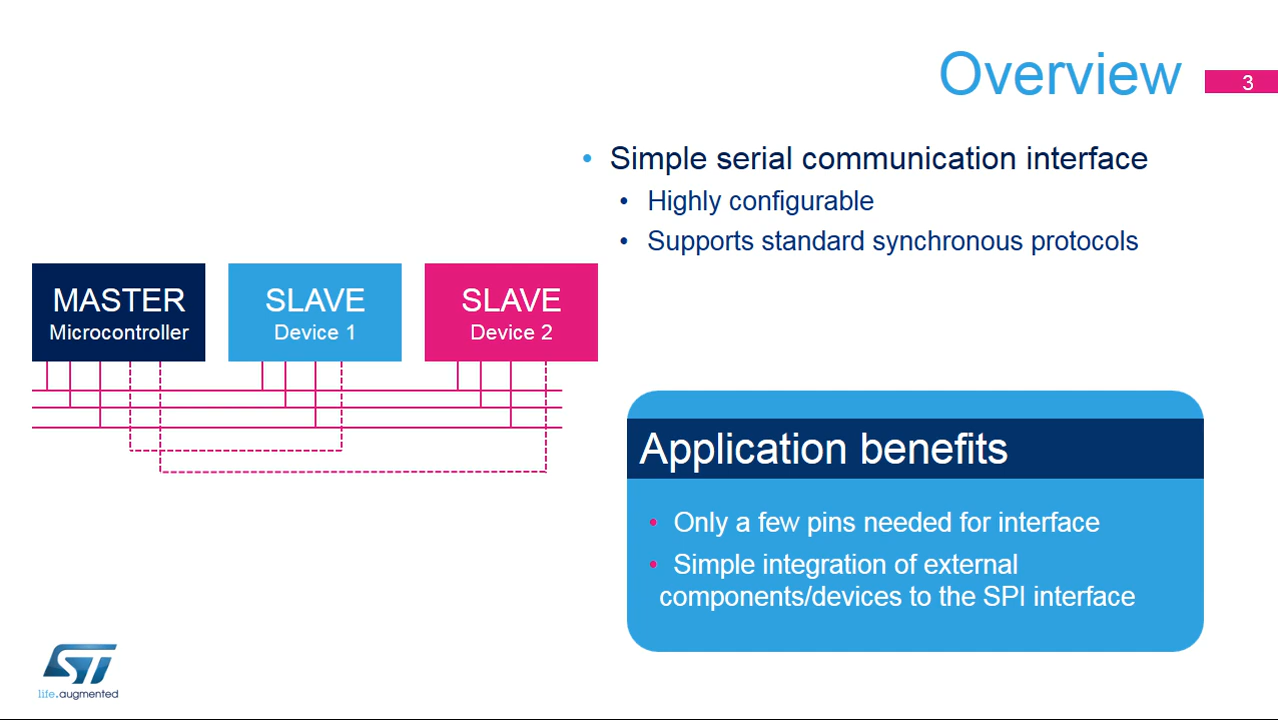 Overview
3
• Simple serial communication interface
• Highly configurable
• Supports standard synchronous protocols
MASTER
Microcontroller
SLAVE
Device 1
SLAVE
Device 2
Application benefits
• Only a few pins needed for interface
• Simple integration of external
components/devices to the SPI interface
ST
life.augmented